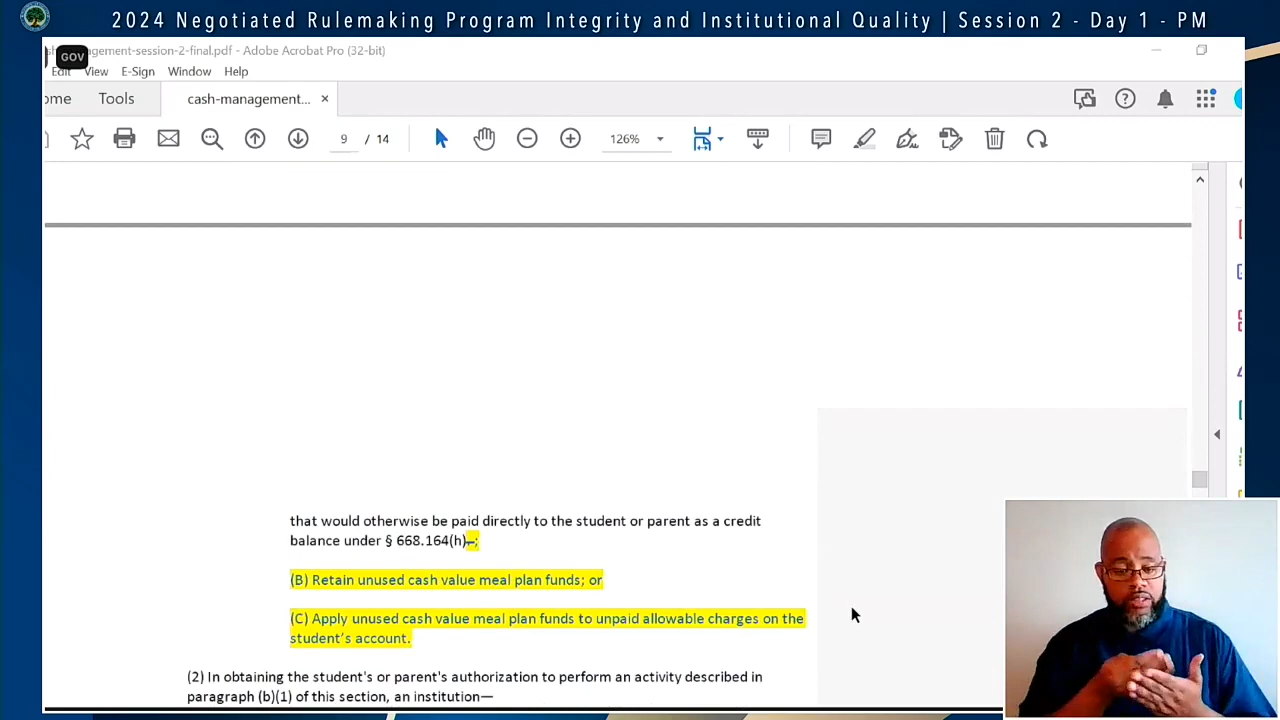 2024 Negotiated Rulemaking Program Integrity and Institutional Quality | Session 2 - Day 1 - PM
sh-management-session-2-final.pdf - Adobe Acrobat Pro (32-bit)
GOV
Edit View E-Sign Window Help
ome Tools cash-management... ×
9 / 14 126%
that would otherwise be paid directly to the student or parent as a credit
balance under § 668.164(h).;
(B) Retain unused cash value meal plan funds; or
(C) Apply unused cash value meal plan funds to unpaid allowable charges on the
student’s account.
(2) In obtaining the student's or parent's authorization to perform an activity described in
paragraph (b)(1) of this section, an institution—